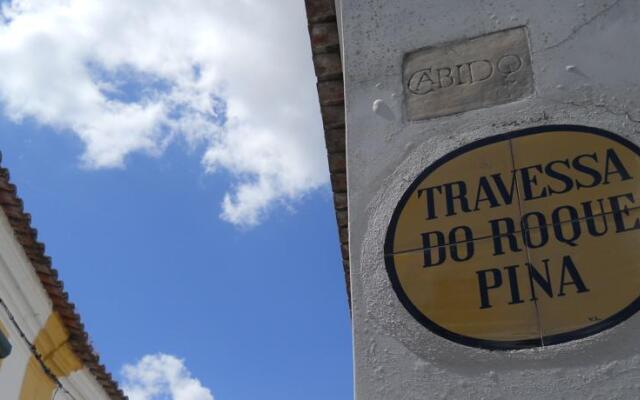 CABIDO
TRAVESSA
DO ROQUE
PINA